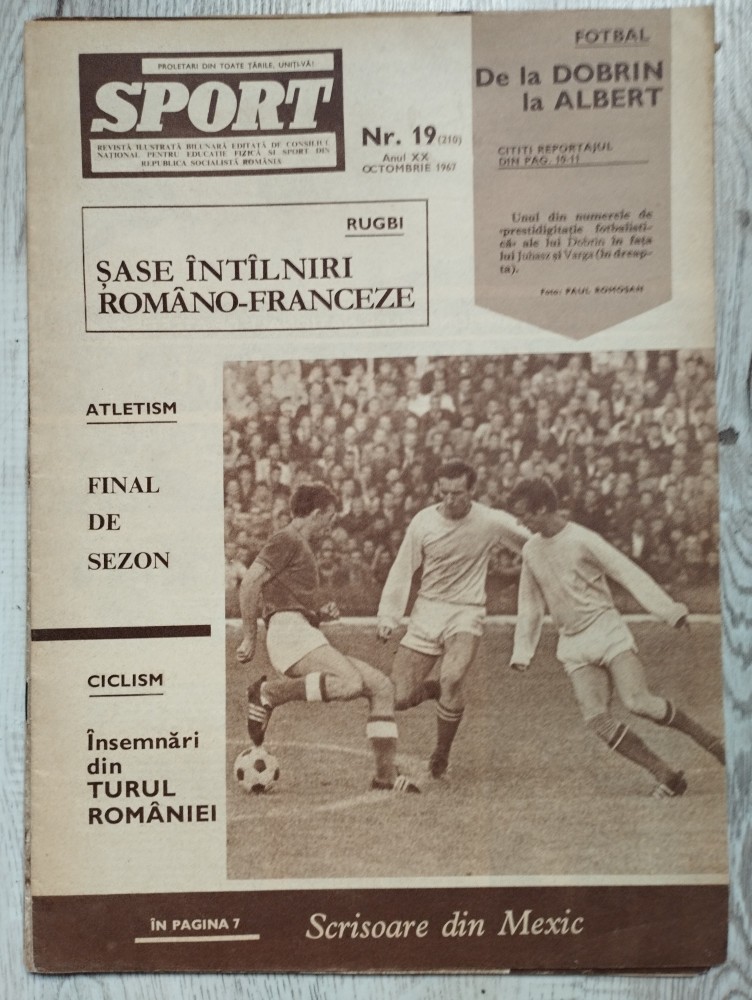 PROLETARI DIN TOATE ȚĂRILE, UNIȚI-VĂ!
SPORT
REVISTĂ ILUSTRATĂ BILUNARĂ EDITATĂ DE CONSILIUL
NAȚIONAL PENTRU EDUCAȚIE FIZICĂ ȘI SPORT DIN
REPUBLICA SOCIALISTĂ ROMÂNIA
Nr. 19 (210)
Anul XX
OCTOMBRIE 1967
FOTBAL
De la DOBRIN
la ALBERT
CITIȚI REPORTAJUL
DIN PAG. 10-11
Unul din numerele de
«prestidigitație fotbalisti-
că» ale lui Dobrin în fața
lui Juhasz și Varga (în dreap-
ta).
Foto: PAUL ROMOȘAN
RUGBI
ȘASE ÎNTÎLNIRI
ROMÂNO-FRANCEZE
ATLETISM
FINAL
DE
SEZON
CICLISM
Însemnări
din
TURUL
ROMÂNIEI
ÎN PAGINA 7
Scrisoare din Mexic